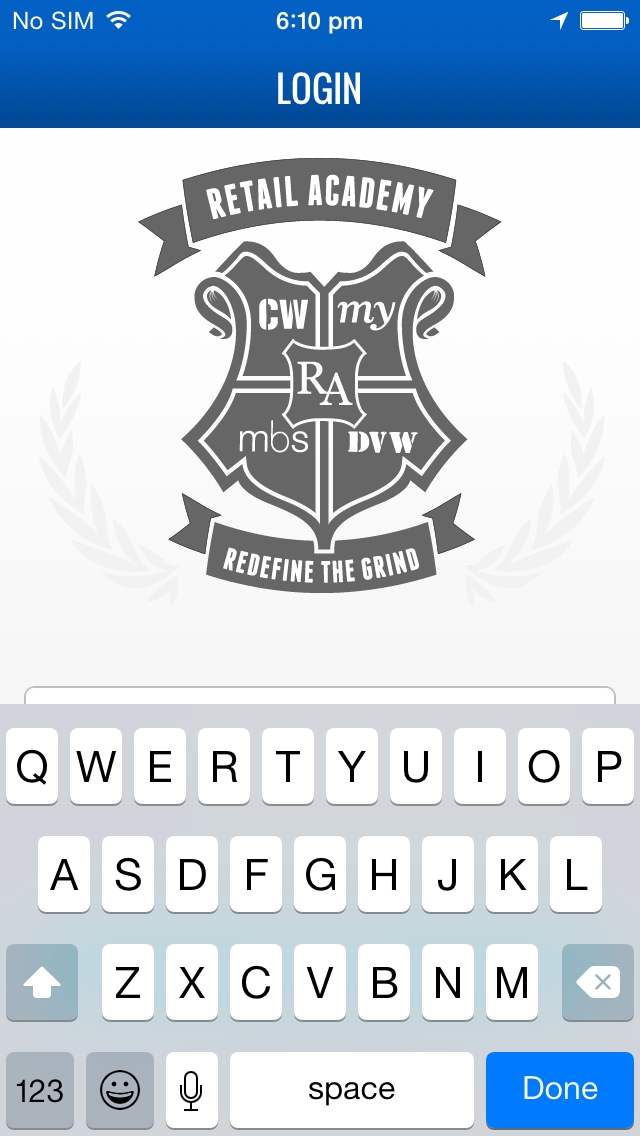 No SIM 6:10 pm
LOGIN
RETAIL ACADEMY
CW my
RA
mbs DVW
REDEFINE THE GRIND
Q W E R T Y U I O P
A S D F G H J K L
Z X C V B N M
123 space Done